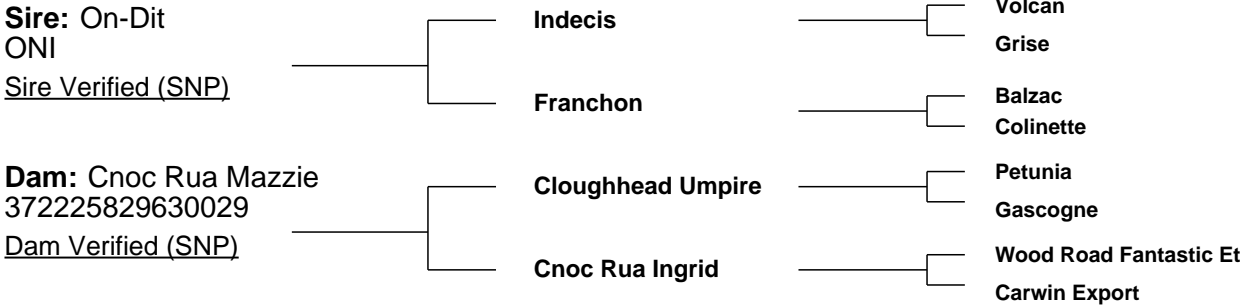 Sire: On-Dit
ONI
Sire Verified (SNP)
Indecis
Franchon
Volcan
Grise
Balzac
Colinette
Dam: Cnoc Rua Mazzie
372225829630029
Dam Verified (SNP)
Cloughhead Umpire
Cnoc Rua Ingrid
Petunia
Gascogne
Wood Road Fantastic Et
Carwin Export